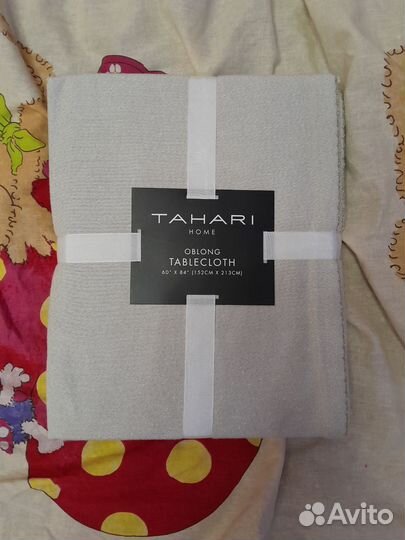 TAHARI
HOME
OBLONG
TABLECLOTH
60" X 84" (152CM X 213CM)
Avito